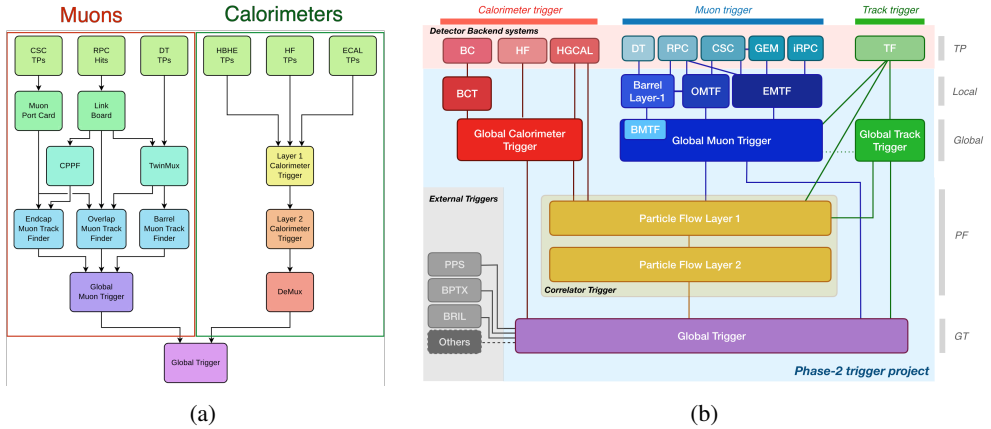 Muons
Calorimeters
CSC
TPs
RPC
Hits
DT
TPs
HBHE
TPs
HF
TPs
ECAL
TPs
Muon
Port Card
Link
Board
CPPF
TwinMux
Layer 1
Calorimeter
Trigger
Endcap
Muon Track
Finder
Overlap
Muon Track
Finder
Barrel
Muon Track
Finder
Layer 2
Calorimeter
Trigger
Global
Muon Trigger
DeMux
Global Trigger
(a)
Calorimeter trigger
Muon trigger
Track trigger
Detector Backend systems
BC
HF
HGCAL
DT
RPC
CSC
GEM
iRPC
TF
TP
BCT
Barrel
Layer-1
OMTF
EMTF
Local
Global Calorimeter
Trigger
BMTF
Global Muon Trigger
Global Track
Trigger
Global
External Triggers
Particle Flow Layer 1
PF
Particle Flow Layer 2
Correlator Trigger
PPS
BPTX
BRIL
Others
Global Trigger
GT
Phase-2 trigger project
(b)